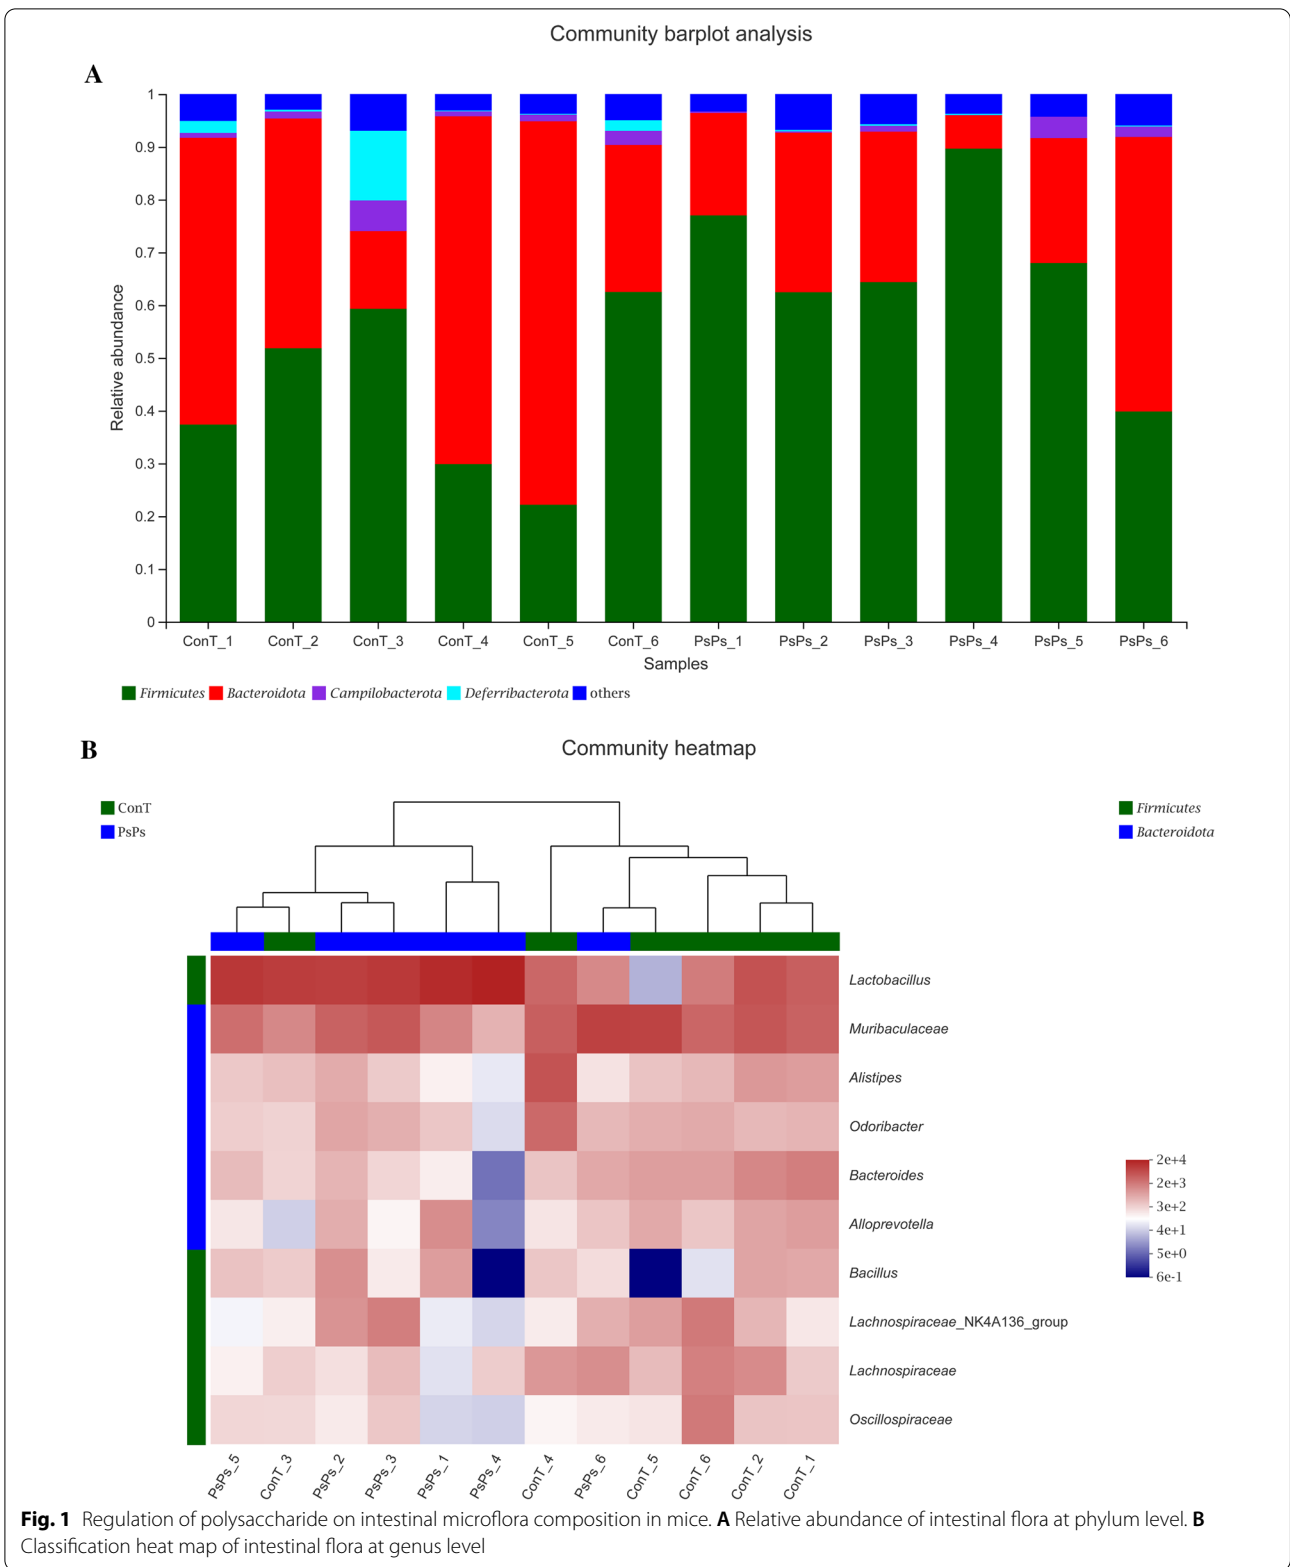 Community barplot analysis
A
1
0.9
0.8
0.7
0.6
0.5
0.4
0.3
0.2
0.1
0
Relative abundance
ConT_1 ConT_2 ConT_3 ConT_4 ConT_5 ConT_6 PsPs_1 PsPs_2 PsPs_3 PsPs_4 PsPs_5 PsPs_6
Samples
Firmicutes Bacteroidota Campilobacterota Deferribacterota others
B
Community heatmap
ConT
PsPs
Firmicutes
Bacteroidota
Lactobacillus
Muribaculaceae
Alistipes
Odoribacter
Bacteroides
Alloprevotella
Bacillus
Lachnospiraceae_NK4A136_group
Lachnospiraceae
Oscillospiraceae
2e+4
2e+3
3e+2
4e+1
5e+0
6e-1
PsPs_5 ConT_3 PsPs_2 PsPs_3 PsPs_1 PsPs_4 ConT_4 PsPs_6 ConT_5 ConT_6 ConT_2 ConT_1
Fig. 1 Regulation of polysaccharide on intestinal microflora composition in mice. A Relative abundance of intestinal flora at phylum level. B
Classification heat map of intestinal flora at genus level